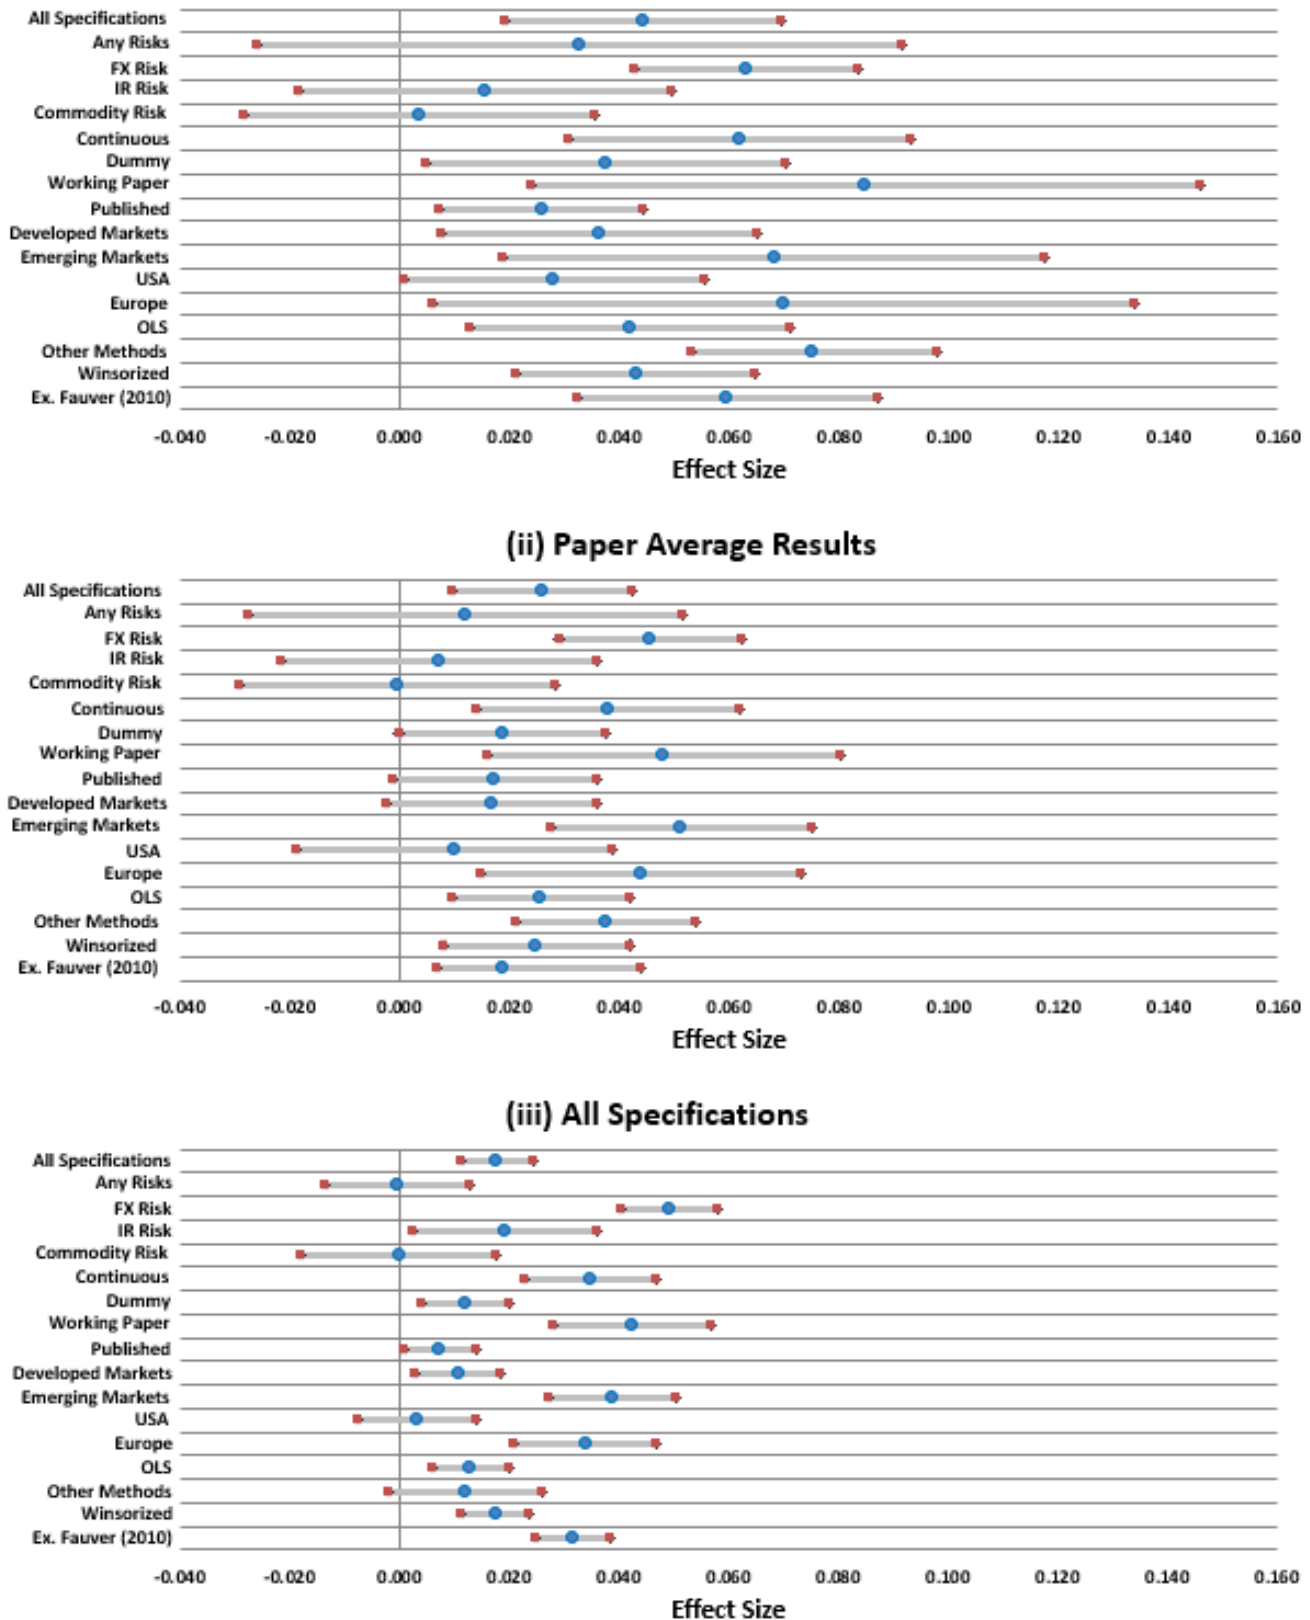 All Specifications
Any Risks
FX Risk
IR Risk
Commodity Risk
Continuous
Dummy
Working Paper
Published
Developed Markets
Emerging Markets
USA
Europe
OLS
Other Methods
Winsorized
Ex. Fauver (2010)
-0.040 -0.020 0.000 0.020 0.040 0.060 0.080 0.100 0.120 0.140 0.160
Effect Size
(ii) Paper Average Results
All Specifications
Any Risks
FX Risk
IR Risk
Commodity Risk
Continuous
Dummy
Working Paper
Published
Developed Markets
Emerging Markets
USA
Europe
OLS
Other Methods
Winsorized
Ex. Fauver (2010)
-0.040 -0.020 0.000 0.020 0.040 0.060 0.080 0.100 0.120 0.140 0.160
Effect Size
(iii) All Specifications
All Specifications
Any Risks
FX Risk
IR Risk
Commodity Risk
Continuous
Dummy
Working Paper
Published
Developed Markets
Emerging Markets
USA
Europe
OLS
Other Methods
Winsorized
Ex. Fauver (2010)
-0.040 -0.020 0.000 0.020 0.040 0.060 0.080 0.100 0.120 0.140 0.160
Effect Size